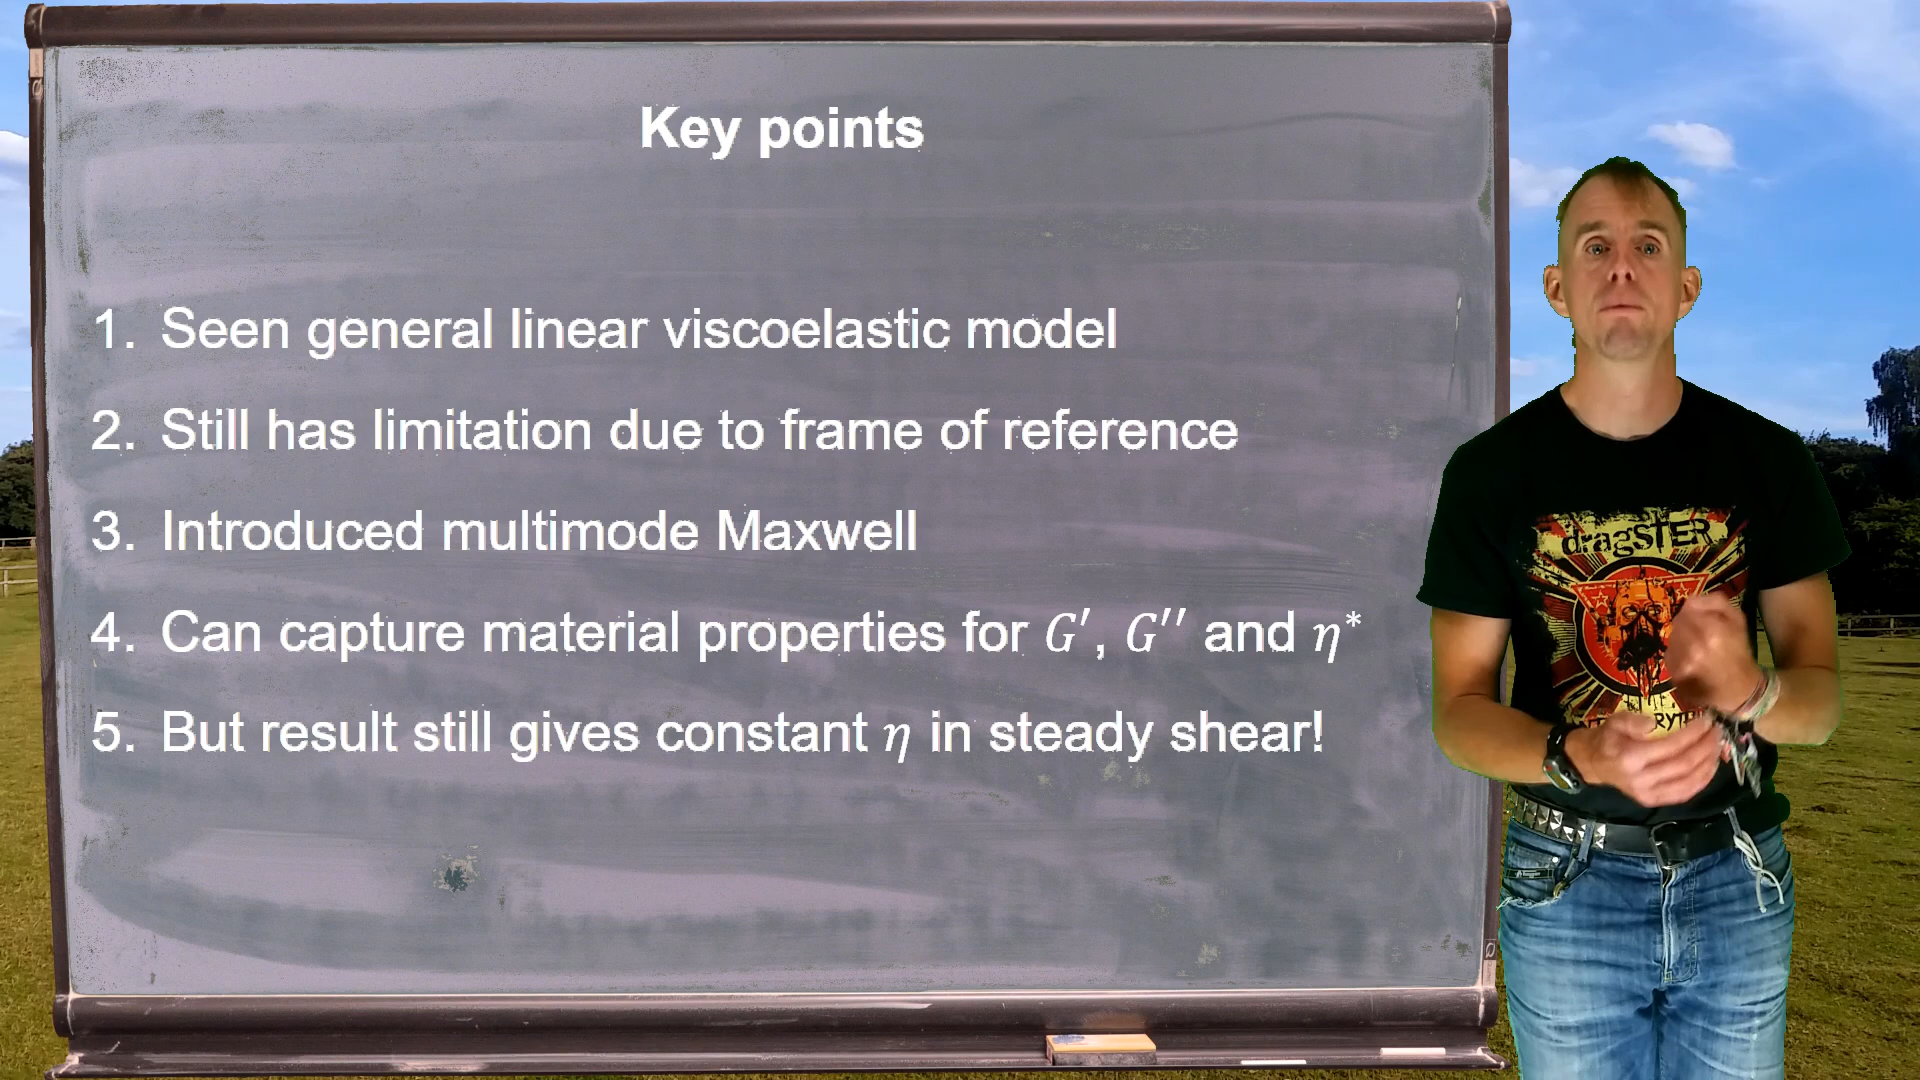 Key points
1. Seen general linear viscoelastic model
2. Still has limitation due to frame of reference
3. Introduced multimode Maxwell
4. Can capture material properties for G′, G′′ and η*
5. But result still gives constant η in steady shear!
dragSTER